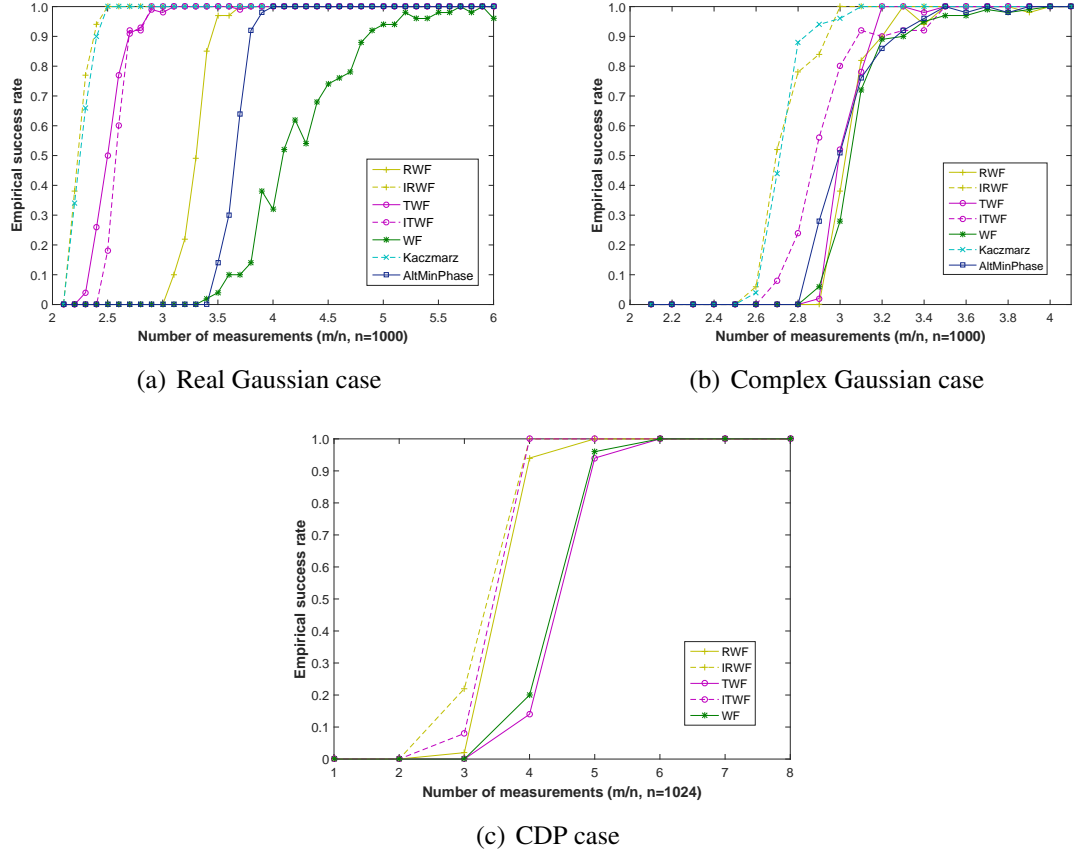 1.0
0.9
0.8
0.7
0.6
0.5
0.4
0.3
0.2
0.1
0
Empirical success rate
RWF
IRWF
TWF
ITWF
WF
Kaczmarz
AltMinPhase
2 2.5 3 3.5 4 4.5 5 5.5 6
Number of measurements (m/n, n=1000)
(a) Real Gaussian case
1.0
0.9
0.8
0.7
0.6
0.5
0.4
0.3
0.2
0.1
0
Empirical success rate
RWF
IRWF
TWF
ITWF
WF
Kaczmarz
AltMinPhase
2 2.2 2.4 2.6 2.8 3 3.2 3.4 3.6 3.8 4
Number of measurements (m/n, n=1000)
(b) Complex Gaussian case
1.0
0.9
0.8
0.7
0.6
0.5
0.4
0.3
0.2
0.1
0
Empirical success rate
RWF
IRWF
TWF
ITWF
WF
1 2 3 4 5 6 7 8
Number of measurements (m/n, n=1024)
(c) CDP case